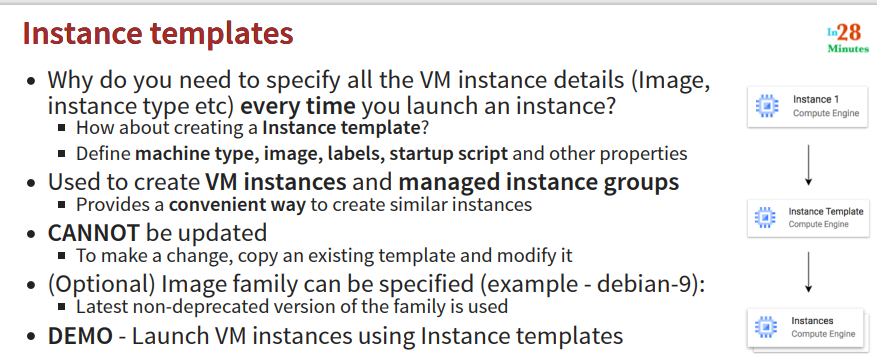 Instance templates
In28
Minutes
• Why do you need to specify all the VM instance details (Image,
instance type etc) every time you launch an instance?
▪ How about creating a Instance template?
▪ Define machine type, image, labels, startup script and other properties
• Used to create VM instances and managed instance groups
▪ Provides a convenient way to create similar instances
• CANNOT be updated
▪ To make a change, copy an existing template and modify it
• (Optional) Image family can be specified (example - debian-9):
▪ Latest non-deprecated version of the family is used
• DEMO - Launch VM instances using Instance templates
Instance 1
Compute Engine
Instance Template
Compute Engine
Instances
Compute Engine